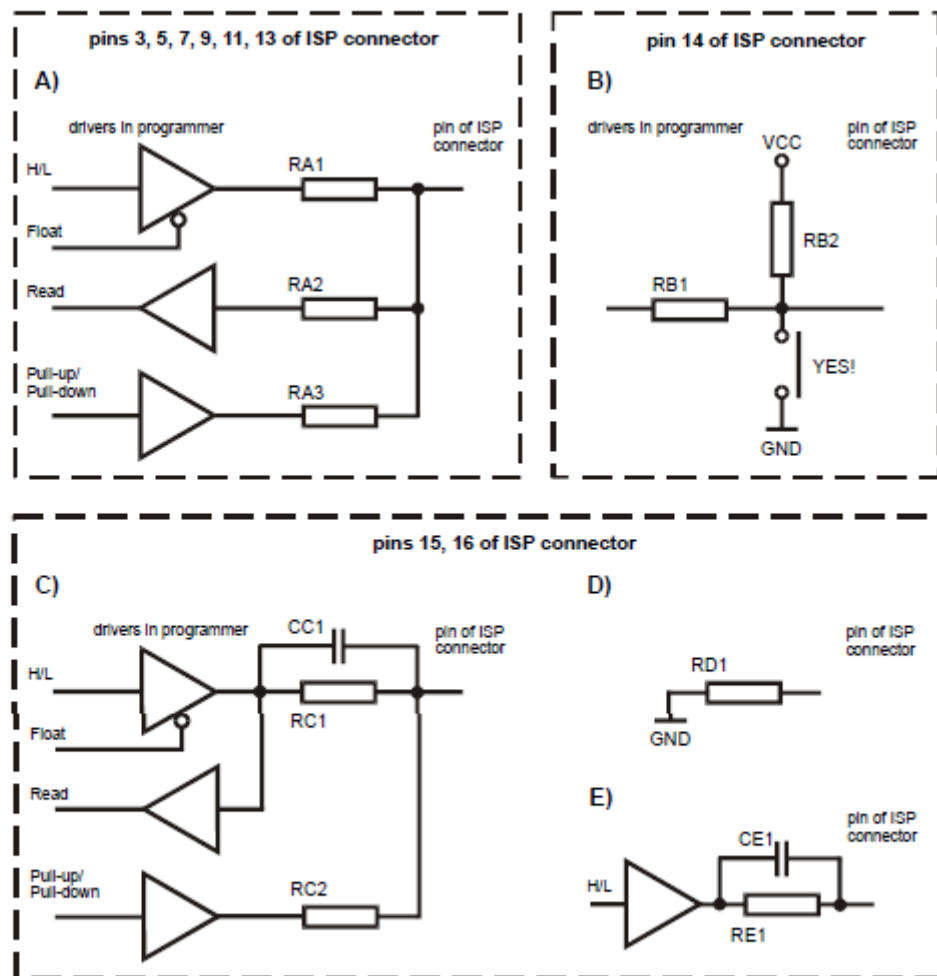 pins 3, 5, 7, 9, 11, 13 of ISP connector
A)
drivers in programmer
pin of ISP
connector
H/L
RA1
Float
Read
RA2
Pull-up/
Pull-down
RA3
pin 14 of ISP connector
B)
drivers in programmer
pin of ISP
connector
VCC
RB2
RB1
YES!
GND
pins 15, 16 of ISP connector
C)
drivers in programmer
CC1
pin of ISP
connector
H/L
RC1
Float
Read
Pull-up/
Pull-down
RC2
D)
pin of ISP
connector
RD1
GND
E)
pin of ISP
connector
CE1
H/L
RE1